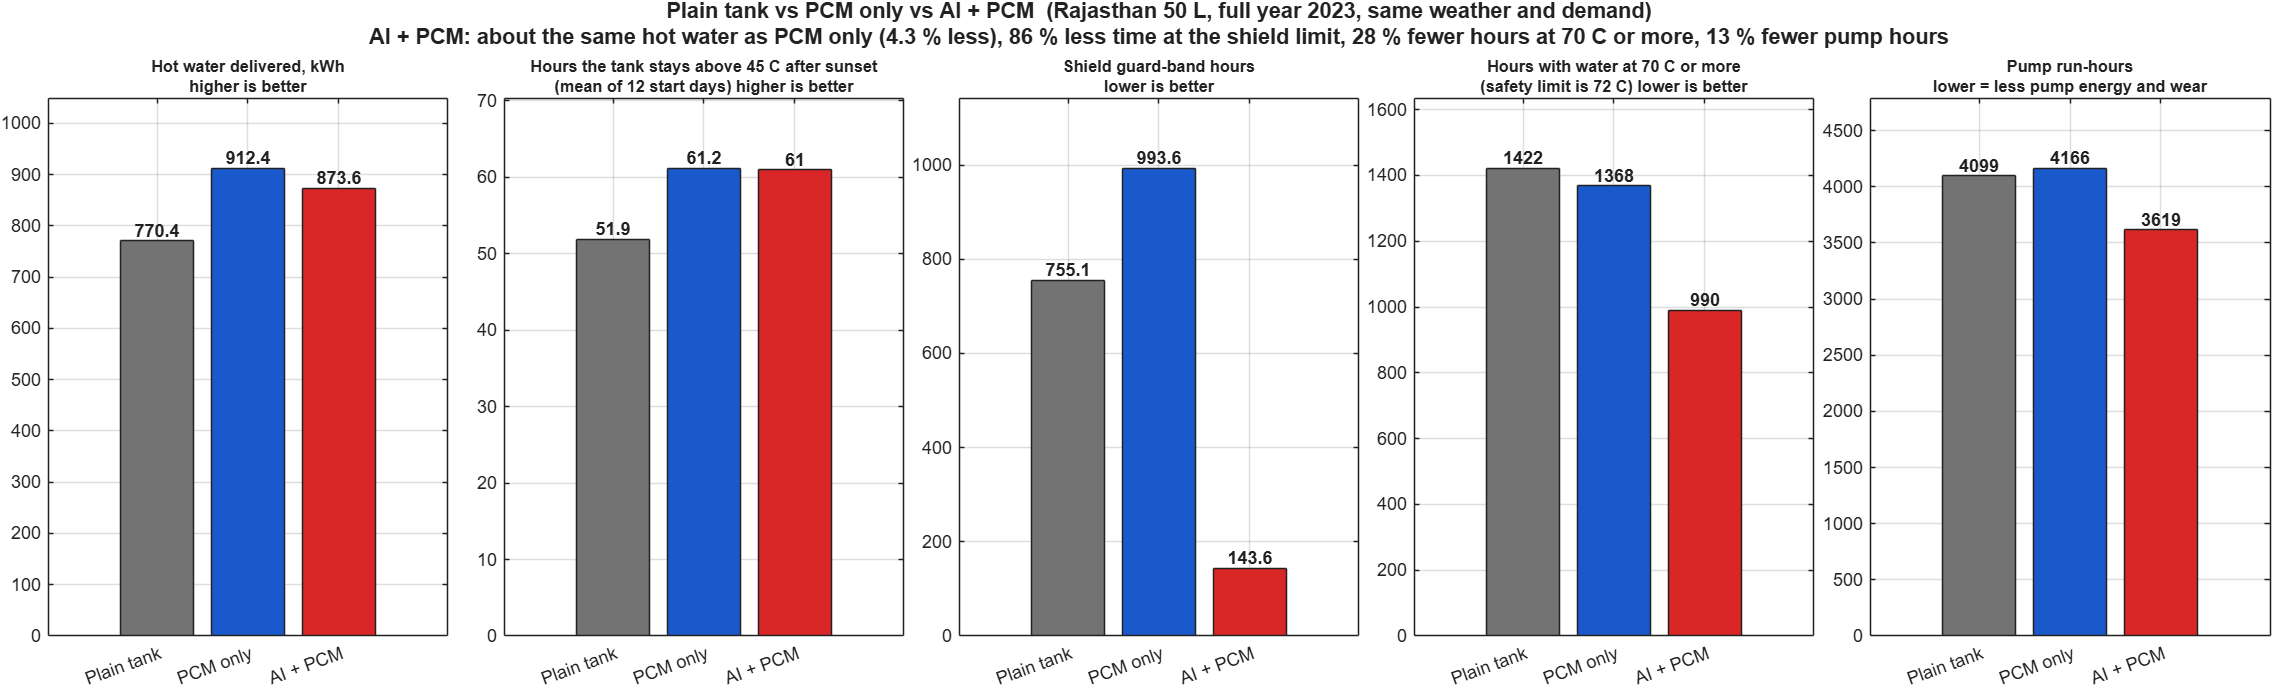 Plain tank vs PCM only vs AI + PCM  (Rajasthan 50 L, full year 2023, same weather and demand)
AI + PCM: about the same hot water as PCM only (4.3 % less), 86 % less time at the shield limit, 28 % fewer hours at 70 C or more, 13 % fewer pump hours
Hot water delivered, kWh
higher is better
1000
900
800
700
600
500
400
300
200
100
0
770.4
912.4
873.6
Plain tank
PCM only
AI + PCM
Hours the tank stays above 45 C after sunset
(mean of 12 start days) higher is better
70
60
50
40
30
20
10
0
51.9
61.2
61
Plain tank
PCM only
AI + PCM
Shield guard-band hours
lower is better
1000
800
600
400
200
0
755.1
993.6
143.6
Plain tank
PCM only
AI + PCM
Hours with water at 70 C or more
(safety limit is 72 C) lower is better
1600
1400
1200
1000
800
600
400
200
0
1422
1368
990
Plain tank
PCM only
AI + PCM
Pump run-hours
lower = less pump energy and wear
4500
4000
3500
3000
2500
2000
1500
1000
500
0
4099
4166
3619
Plain tank
PCM only
AI + PCM